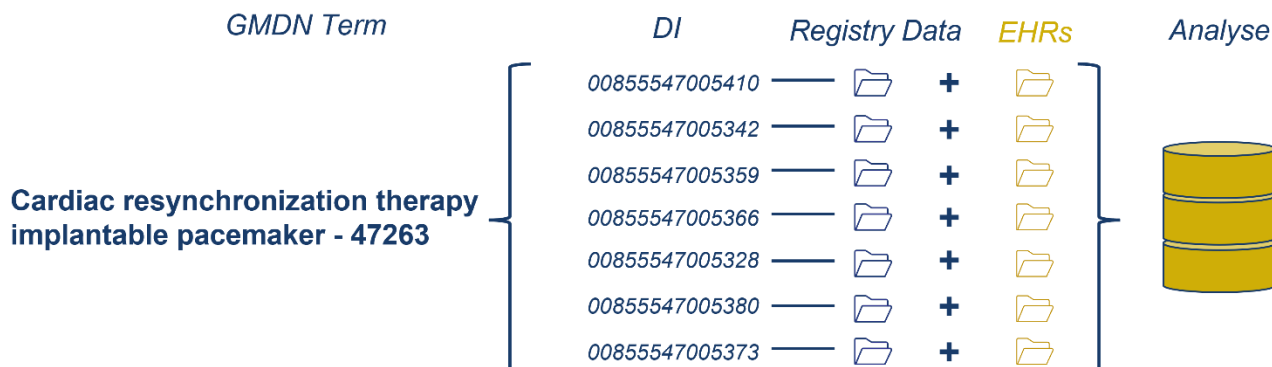 GMDN Term DI Registry Data EHRs Analyse
00855547005410 +
00855547005342 +
00855547005359 +
Cardiac resynchronization therapy
implantable pacemaker - 47263
00855547005366 +
00855547005328 +
00855547005380 +
00855547005373 +